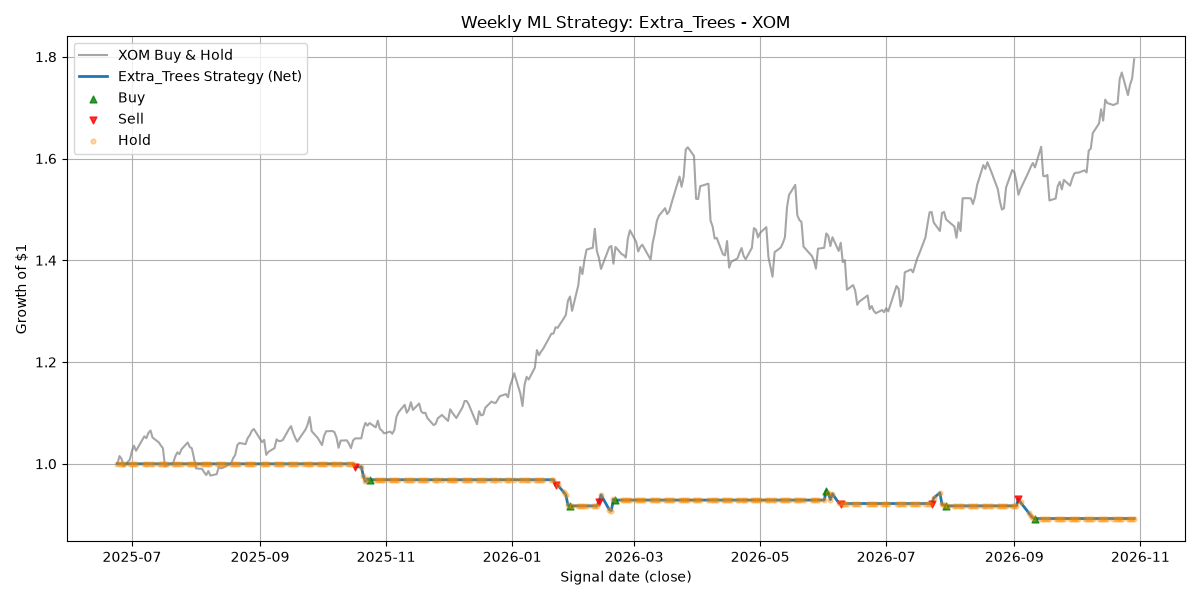 Weekly ML Strategy: Extra_Trees - XOM
XOM Buy & Hold
Extra_Trees Strategy (Net)
Buy
Sell
Hold
Growth of $1
1.8
1.6
1.4
1.2
1.0
2025-07
2025-09
2025-11
2026-01
2026-03
2026-05
2026-07
2026-09
2026-11
Signal date (close)